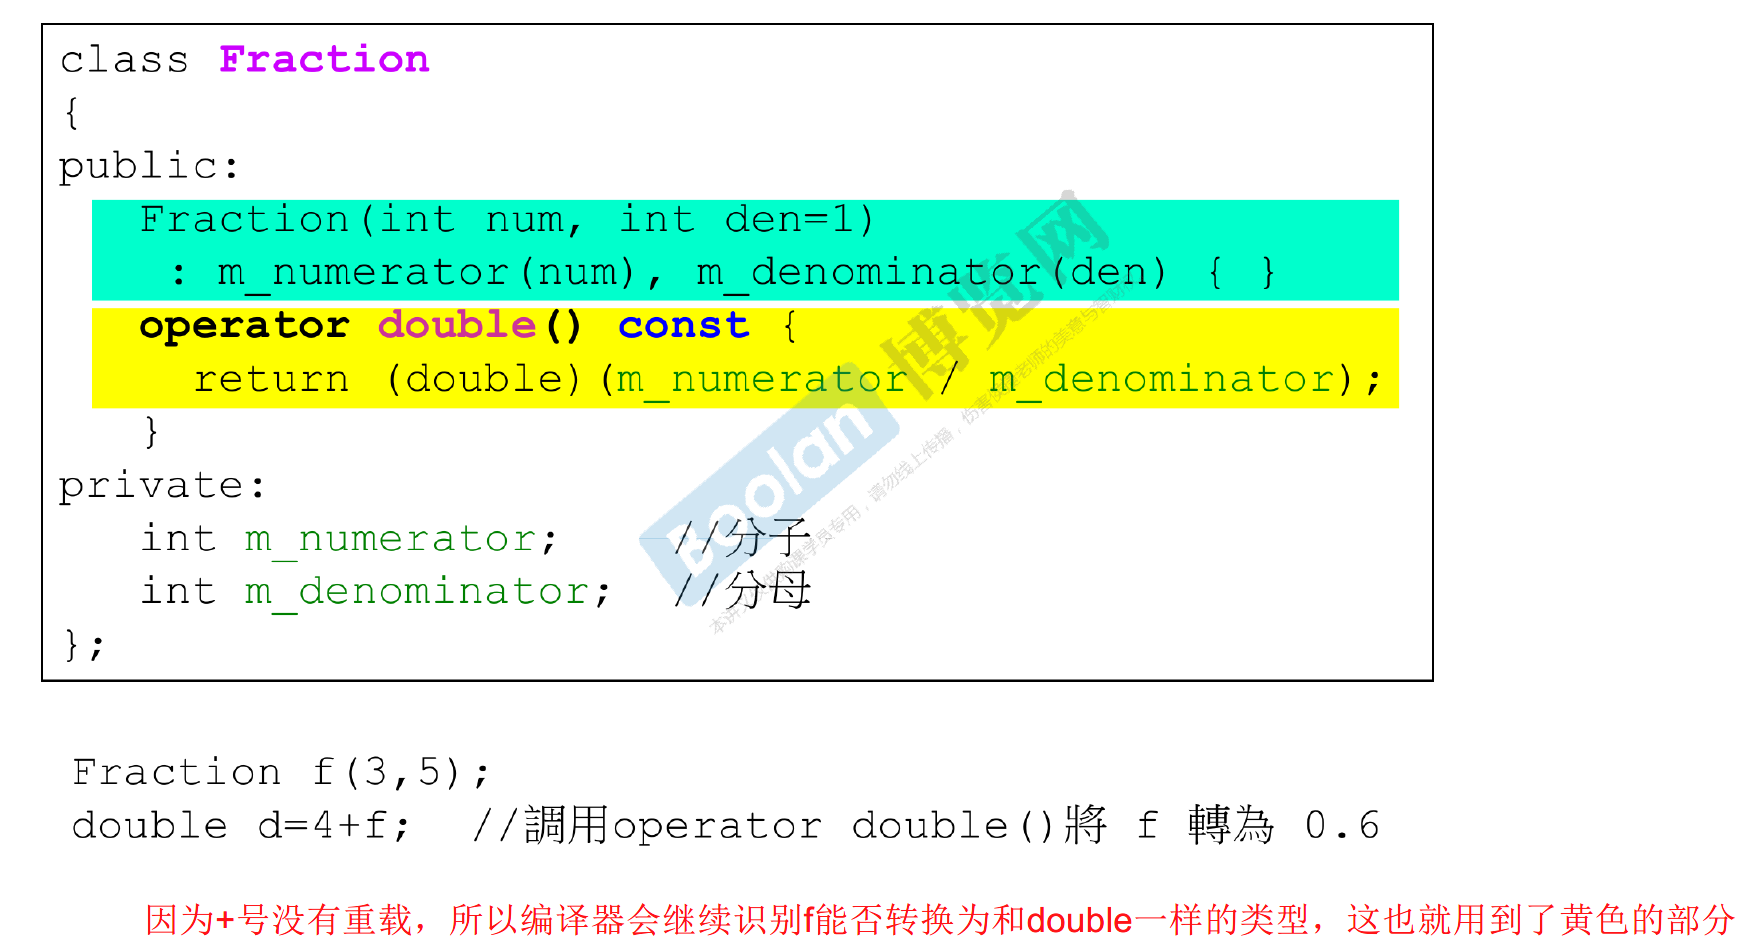 class Fraction
{
public:
Fraction(int num, int den=1)
: m_numerator(num), m_denominator(den) { }
operator double() const {
return (double)(m_numerator / m_denominator);
}
private:
int m_numerator; //分子
int m_denominator; //分母
};
Boolan 博览网
Fraction f(3,5);
double d=4+f; //調用operator double()將 f 轉為 0.6
因为+号没有重载，所以编译器会继续识别f能否转换为和double一样的类型，这也就用到了黄色的部分